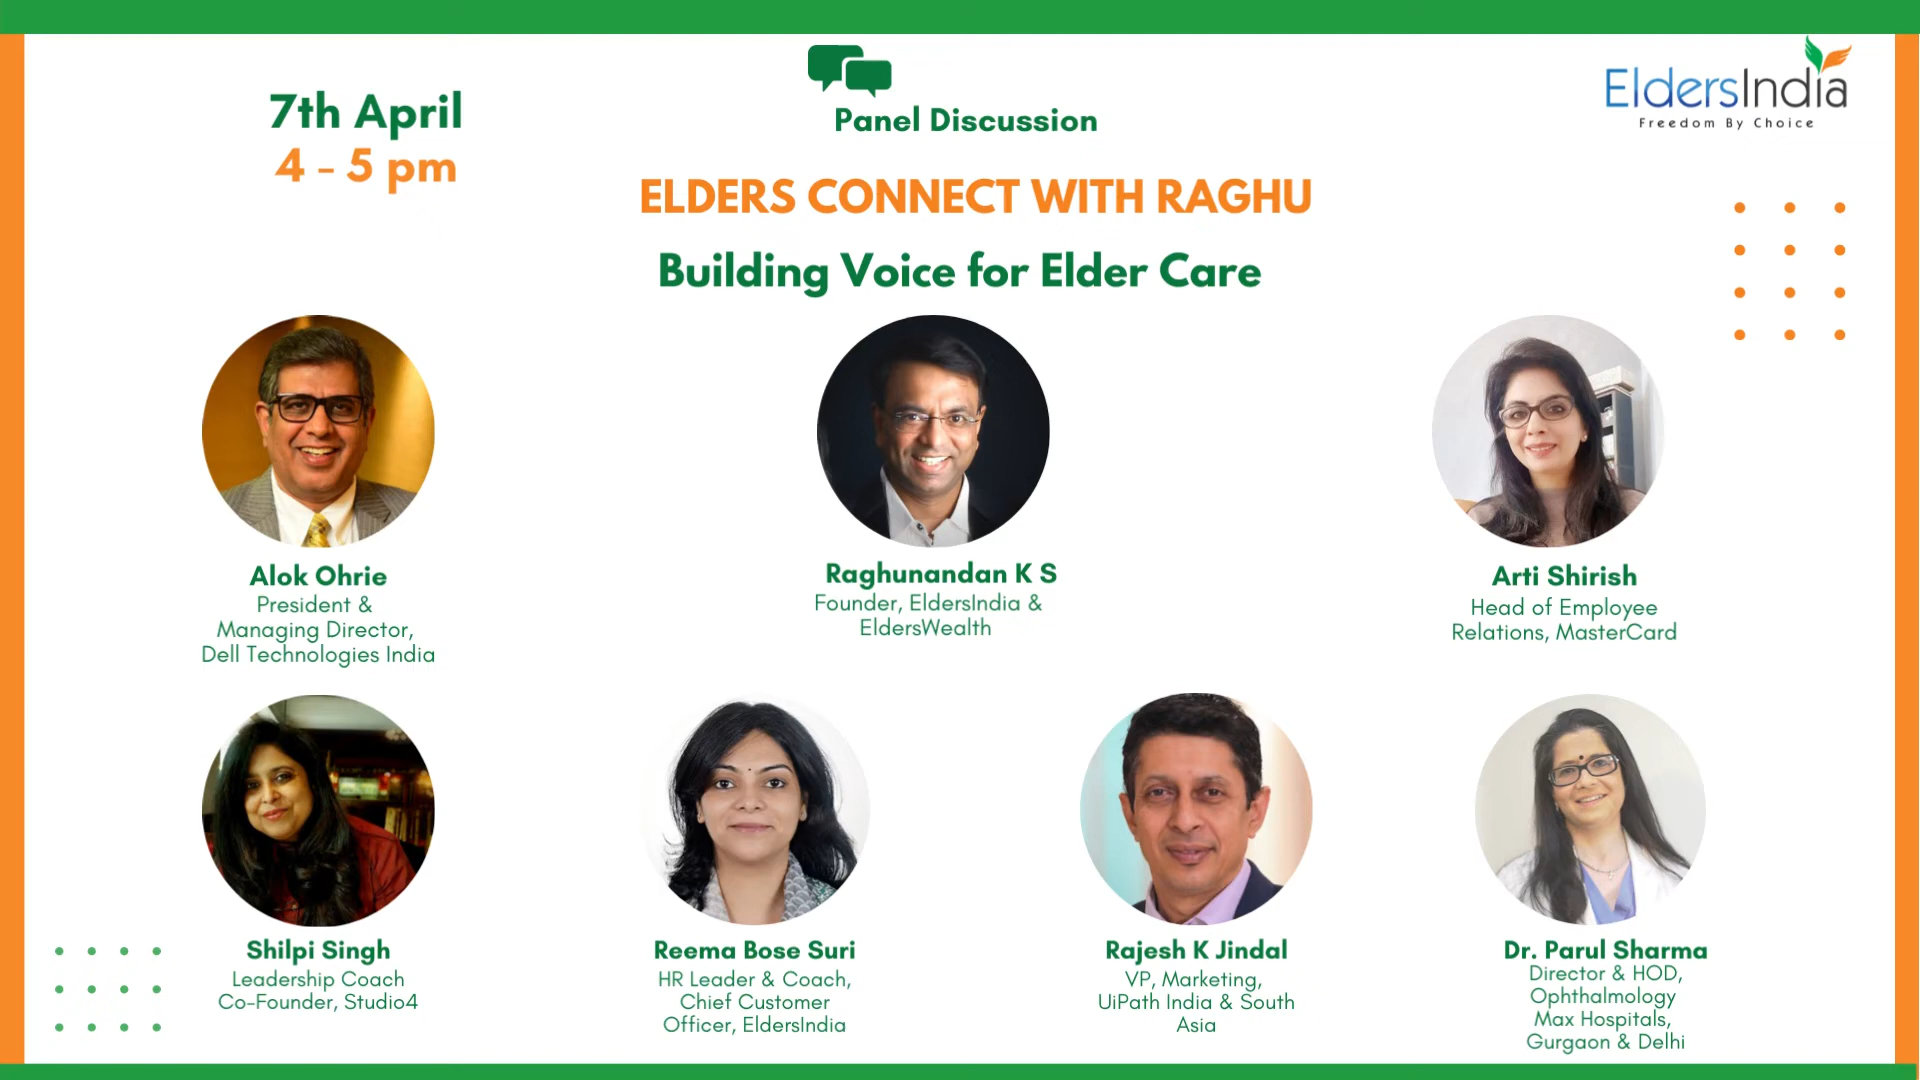 7th April
4 - 5 pm
Panel Discussion
EldersIndia
Freedom By Choice
ELDERS CONNECT WITH RAGHU
Building Voice for Elder Care
Alok Ohrie
President &
Managing Director,
Dell Technologies India
Raghunandan K S
Founder, EldersIndia &
EldersWealth
Arti Shirish
Head of Employee
Relations, MasterCard
Shilpi Singh
Leadership Coach
Co-Founder, Studio4
Reema Bose Suri
HR Leader & Coach,
Chief Customer
Officer, EldersIndia
Rajesh K Jindal
VP, Marketing,
UiPath India & South
Asia
Dr. Parul Sharma
Director & HOD,
Ophthalmology
Max Hospitals,
Gurgaon & Delhi